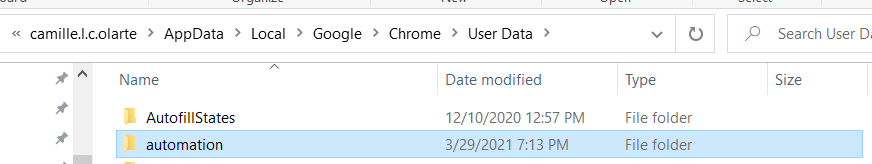 Organize
New
Open
Select
« camille.l.c.olarte > AppData > Local > Google > Chrome > User Data >
Search User Da
Name Date modified Type Size
AutofillStates 12/10/2020 12:57 PM File folder
automation 3/29/2021 7:13 PM File folder